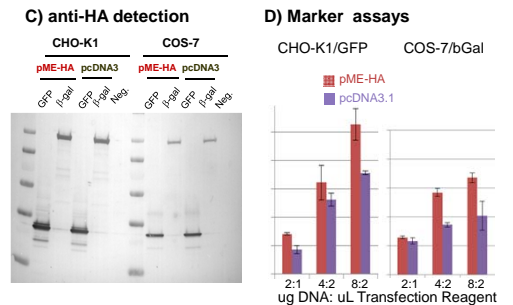 C) anti-HA detection
CHO-K1 COS-7
pME-HA pcDNA3 pME-HA pcDNA3
GFP β-gal GFP β-gal Neg. GFP β-gal GFP β-gal Neg.
D) Marker assays
CHO-K1/GFP COS-7/bGal
pME-HA
pcDNA3.1
2:1 4:2 8:2 2:1 4:2 8:2
ug DNA: uL Transfection Reagent